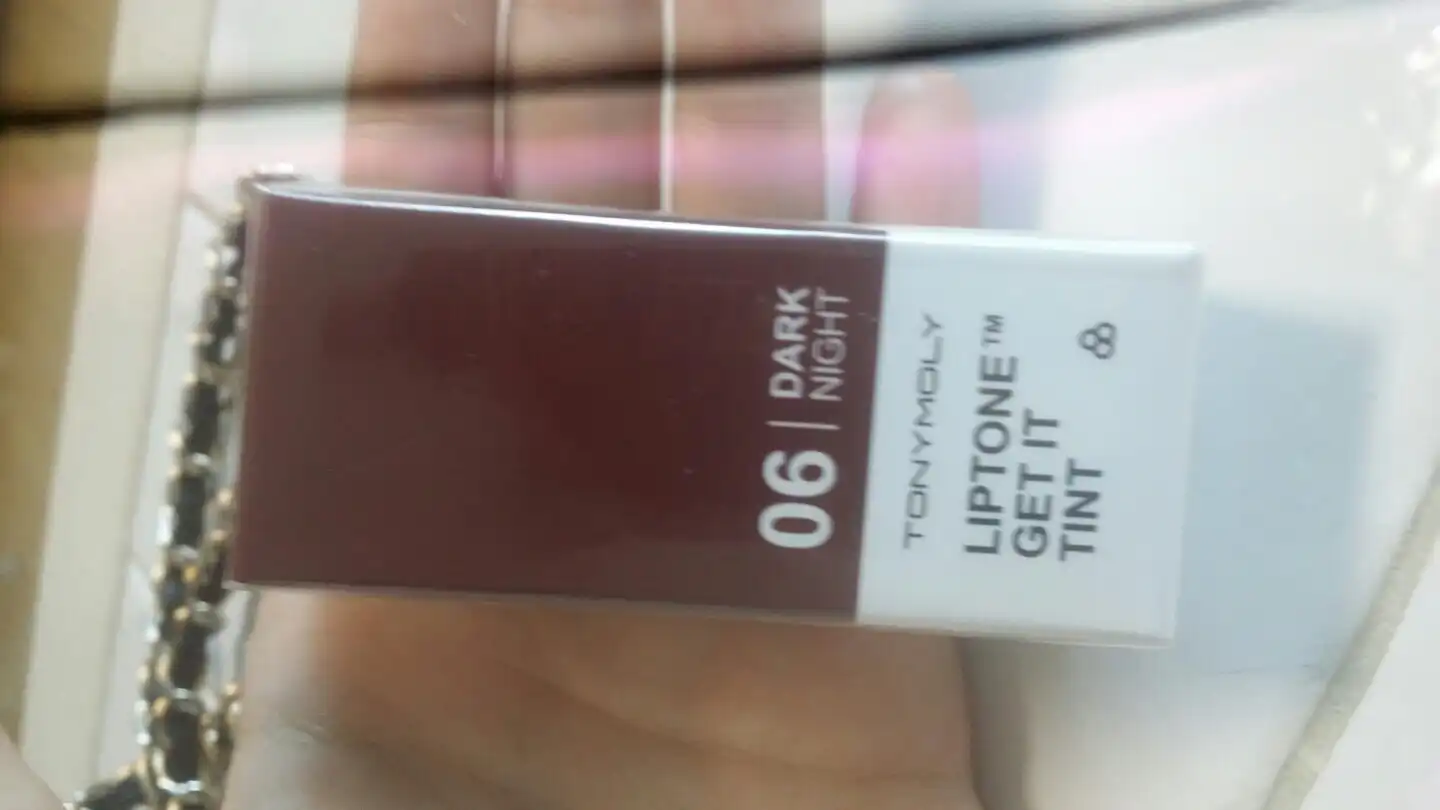 TONYMOLY
LIPTONE™
GET IT
TINT
06 | DARK
NIGHT